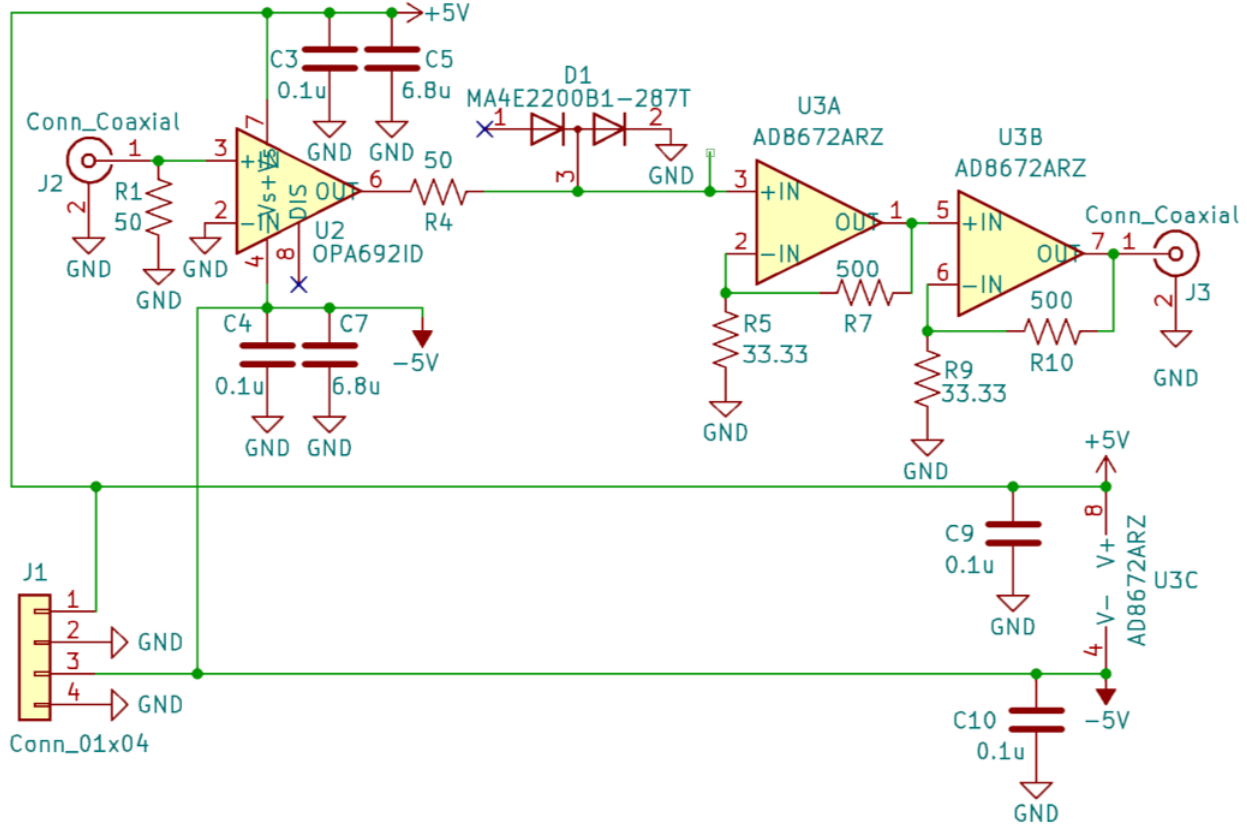 +5V
C3
0.1u
C5
6.8u
GND
GND
Conn_Coaxial
1
J2
2
GND
R1
50
GND
3
+IN
2
-IN
GND
7
Vs+
Vs-
4
DIS
8
OUT
6
U2
OPA692ID
50
R4
D1
MA4E2200B1-287T
1
2
3
GND
U3A
AD8672ARZ
3
+IN
2
-IN
OUT
1
500
R7
R5
33.33
GND
U3B
AD8672ARZ
5
+IN
6
-IN
OUT
7
500
R10
R9
33.33
GND
Conn_Coaxial
1
J3
2
GND
C4
0.1u
C7
6.8u
-5V
GND
GND
+5V
8
V+
V-
4
AD8672ARZ
U3C
C9
0.1u
GND
-5V
C10
0.1u
GND
J1
1
2
GND
3
4
GND
Conn_01x04